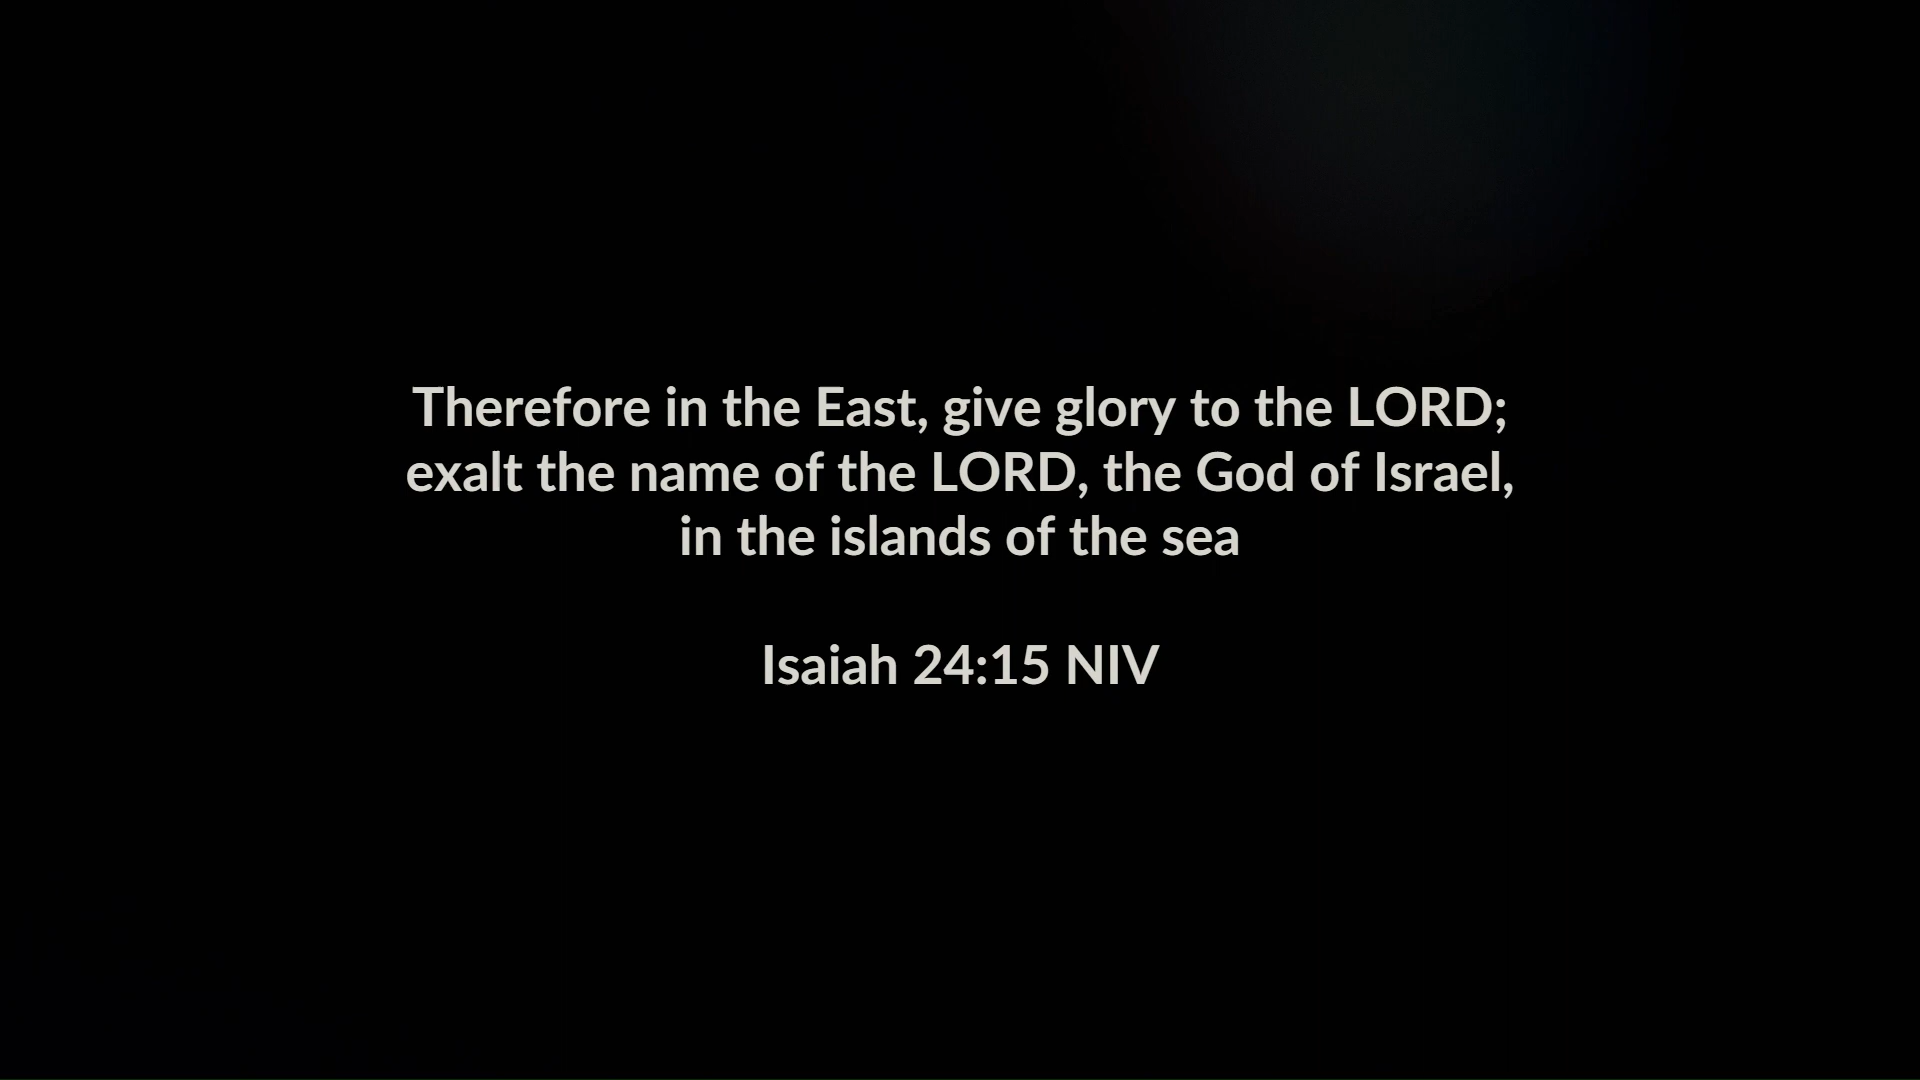 Therefore in the East, give glory to the LORD;
exalt the name of the LORD, the God of Israel,
in the islands of the sea
Isaiah 24:15 NIV